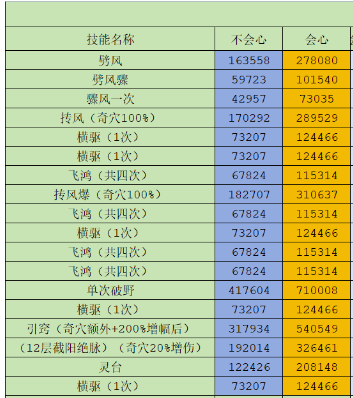 技能名称 不会心 会心
劈风 163558 278080
劈风骤 59723 101540
骤风一次 42957 73035
抟风（奇穴100%） 170292 289529
横驱（1次） 73207 124466
横驱（1次） 73207 124466
飞鸿（共四次） 67824 115314
抟风爆（奇穴100%） 182707 310637
飞鸿（共四次） 67824 115314
横驱（1次） 73207 124466
飞鸿（共四次） 67824 115314
飞鸿（共四次） 67824 115314
单次破野 417604 710008
横驱（1次） 73207 124466
引窍（奇穴额外+200%增幅后） 317934 540549
（12层截阳绝脉）（奇穴20%增伤） 192014 326461
灵台 122426 208148
横驱（1次） 73207 124466